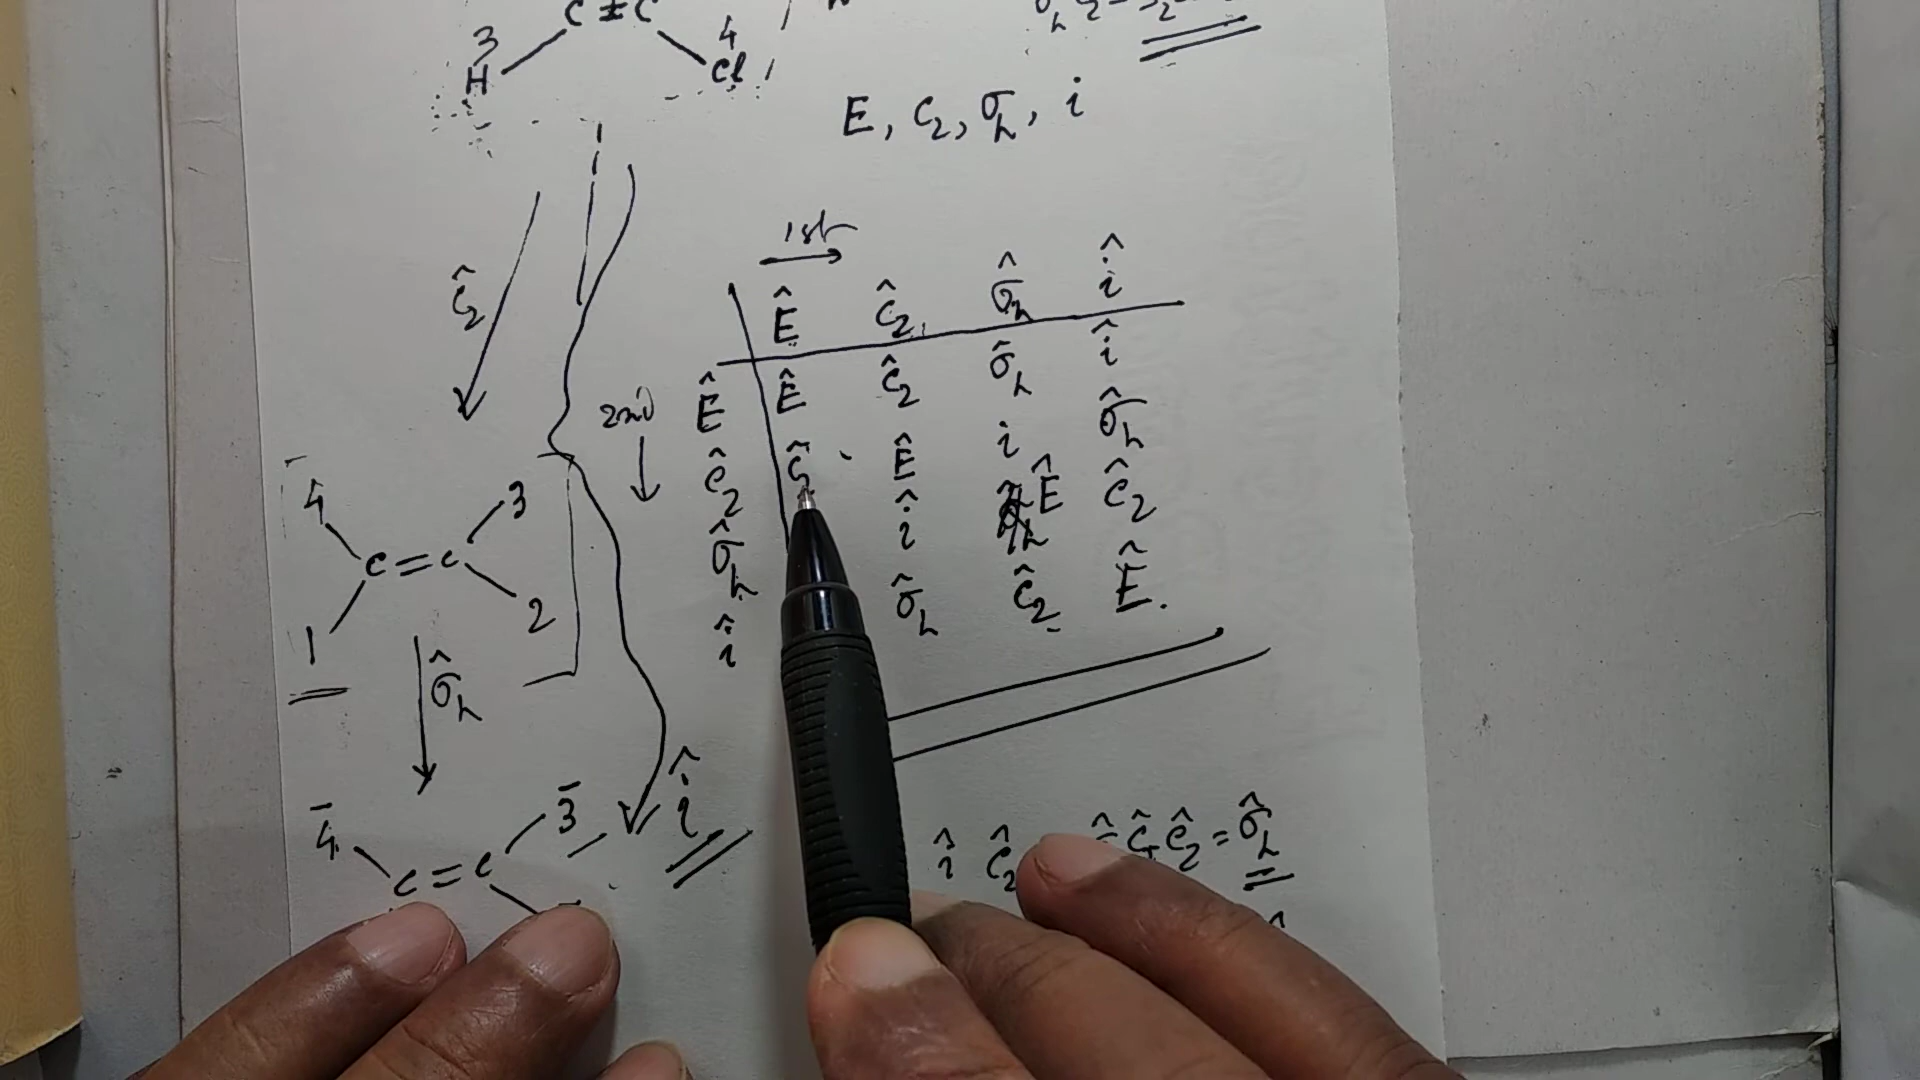 C = C
3 4
H Cl
E, C₂, σₕ, i
1st
Ê Ĉ₂ σ̂ₕ î
Ê Ê Ĉ₂ σ̂ₕ î
2nd Ĉ₂ Ĉ₂ Ê i σ̂ₕ
σ̂ₕ î Ê Ĉ₂
î σ̂ₕ Ĉ₂ Ê.
Ĉ₂
4 3
C = C
1 2
σ̂ₕ
î
4̄ 3̄
C = C
î Ĉ₂ Ĉ₂ = σ̂ₕ